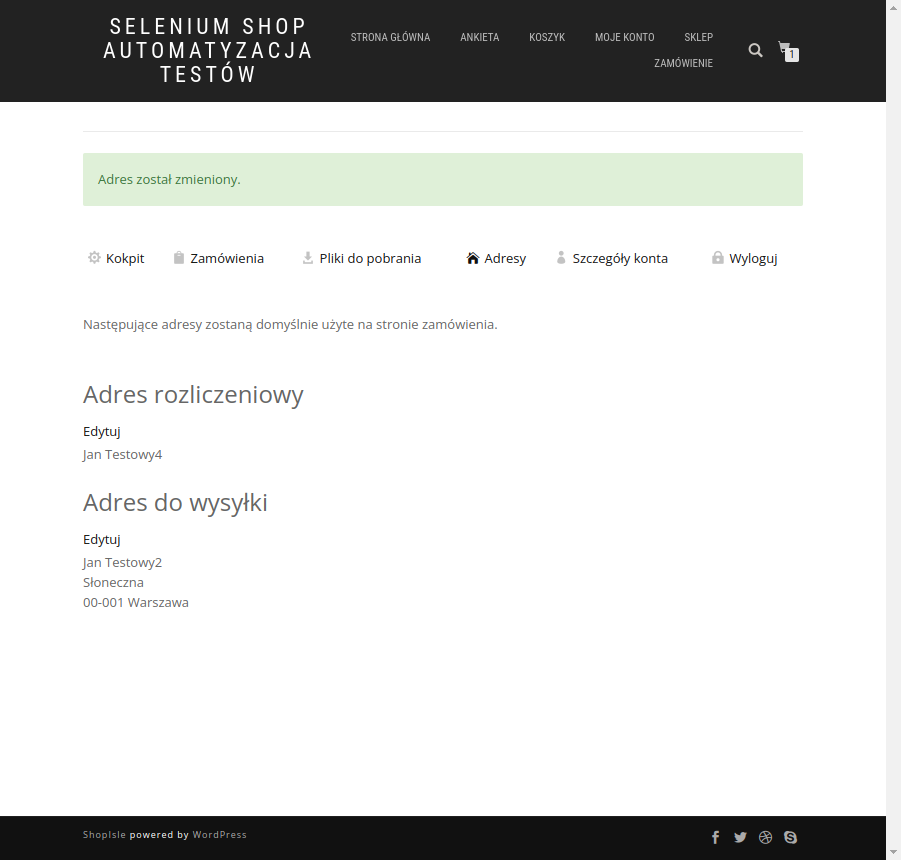 SELENIUM SHOP
AUTOMATYZACJA
TESTÓW
STRONA GŁÓWNA ANKIETA KOSZYK MOJE KONTO SKLEP
ZAMÓWIENIE
1
Adres został zmieniony.
Kokpit Zamówienia Pliki do pobrania Adresy Szczegóły konta Wyloguj
Następujące adresy zostaną domyślnie użyte na stronie zamówienia.
Adres rozliczeniowy
Edytuj
Jan Testowy4
Adres do wysyłki
Edytuj
Jan Testowy2
Słoneczna
00-001 Warszawa
ShopIsle powered by WordPress